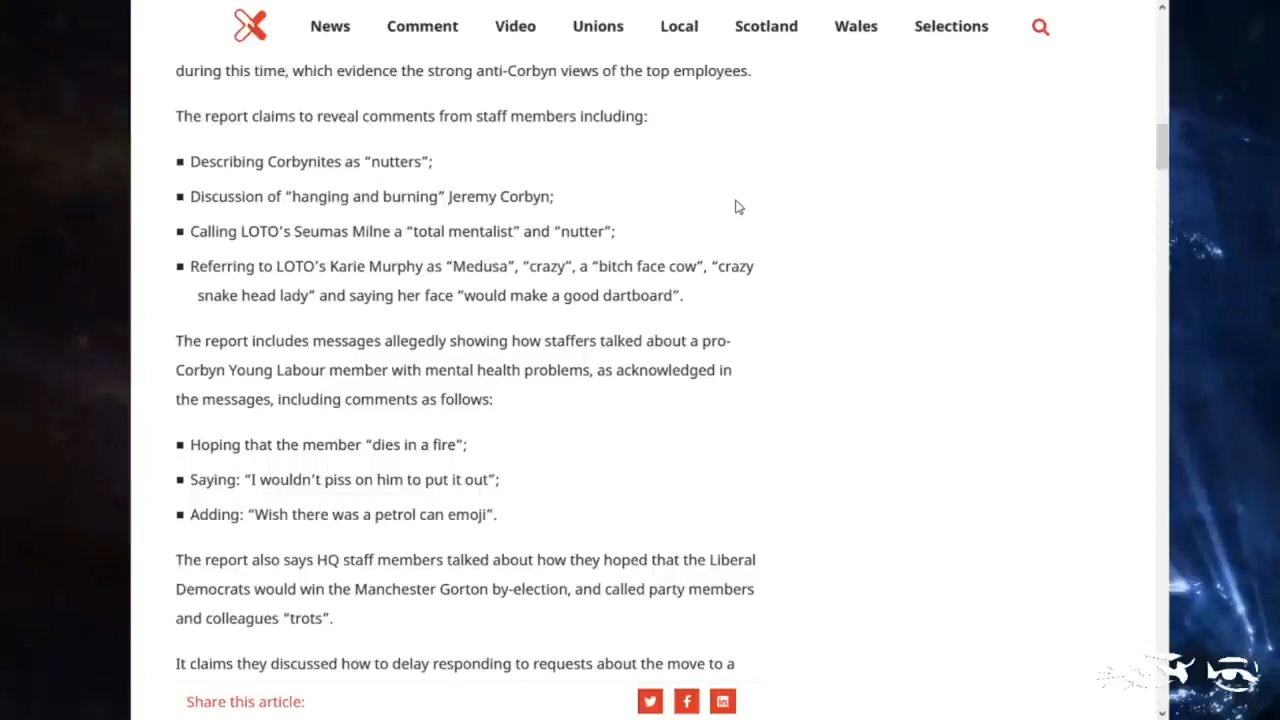 News Comment Video Unions Local Scotland Wales Selections
during this time, which evidence the strong anti-Corbyn views of the top employees.
The report claims to reveal comments from staff members including:
▪ Describing Corbynites as “nutters”;
▪ Discussion of “hanging and burning” Jeremy Corbyn;
▪ Calling LOTO’s Seumas Milne a “total mentalist” and “nutter”;
▪ Referring to LOTO’s Karie Murphy as “Medusa”, “crazy”, a “bitch face cow”, “crazy
snake head lady” and saying her face “would make a good dartboard”.
The report includes messages allegedly showing how staffers talked about a pro-
Corbyn Young Labour member with mental health problems, as acknowledged in
the messages, including comments as follows:
▪ Hoping that the member “dies in a fire”;
▪ Saying: “I wouldn’t piss on him to put it out”;
▪ Adding: “Wish there was a petrol can emoji”.
The report also says HQ staff members talked about how they hoped that the Liberal
Democrats would win the Manchester Gorton by-election, and called party members
and colleagues “trots”.
It claims they discussed how to delay responding to requests about the move to a
Share this article: